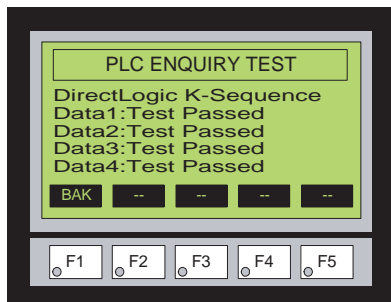 PLC ENQUIRY TEST
DirectLogic K-Sequence
Data1:Test Passed
Data2:Test Passed
Data3:Test Passed
Data4:Test Passed
BAK -- -- -- --
F1 F2 F3 F4 F5